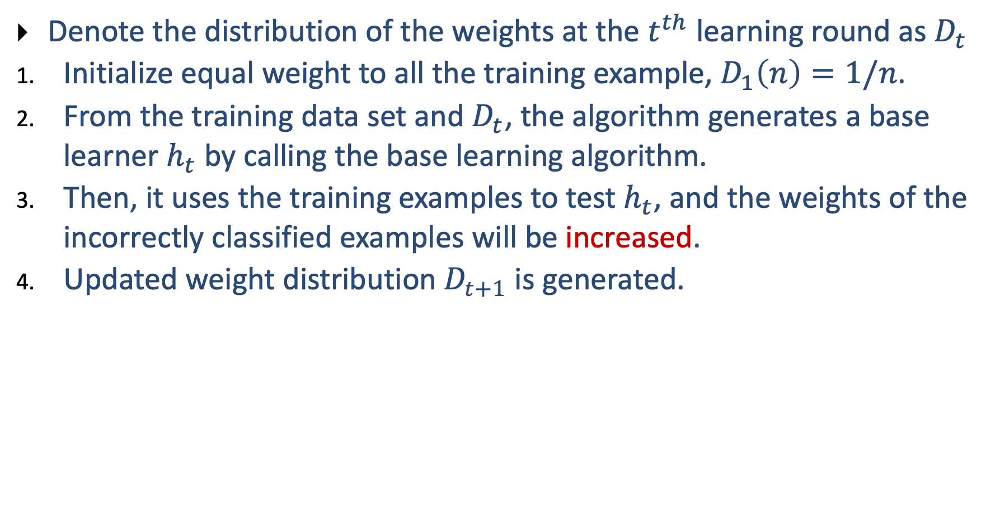 Denote the distribution of the weights at the t^th learning round as D_t
1. Initialize equal weight to all the training example, D_1(n) = 1/n.
2. From the training data set and D_t, the algorithm generates a base
learner h_t by calling the base learning algorithm.
3. Then, it uses the training examples to test h_t, and the weights of the
incorrectly classified examples will be increased.
4. Updated weight distribution D_{t+1} is generated.